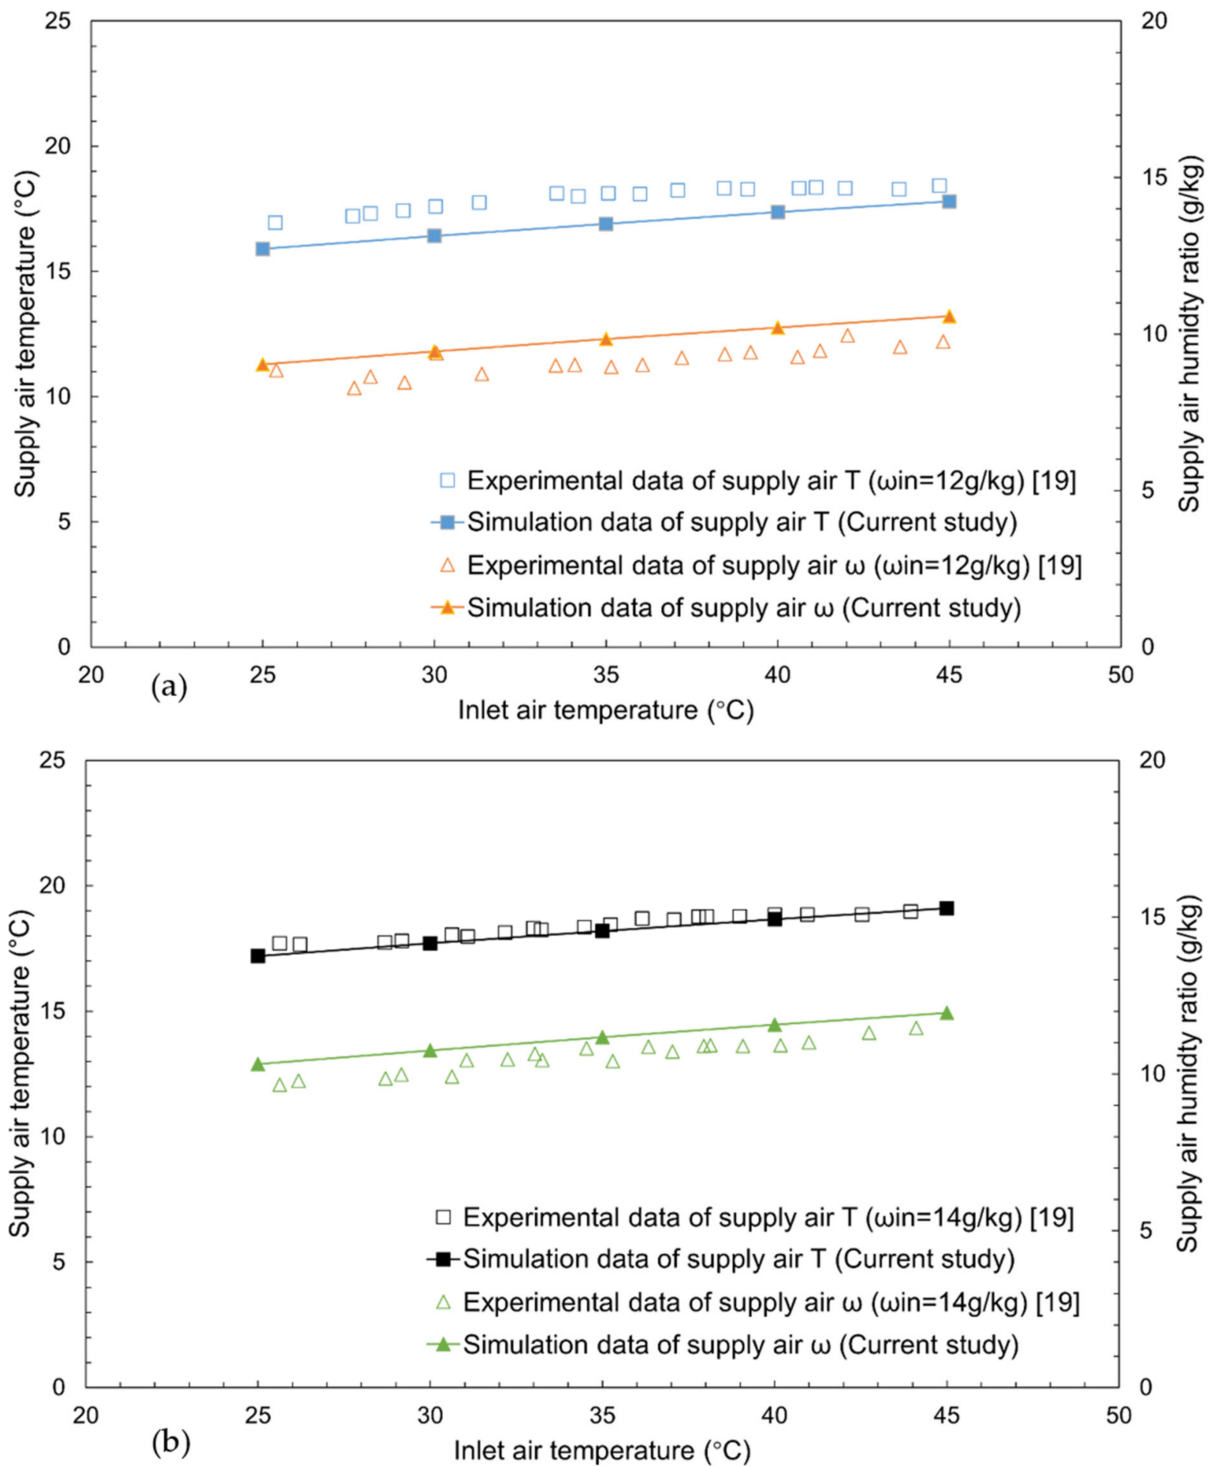 25
20
15
10
5
0
Supply air temperature (°C)
20
15
10
5
0
Supply air humidty ratio (g/kg)
Experimental data of supply air T (ωin=12g/kg) [19]
Simulation data of supply air T (Current study)
Experimental data of supply air ω (ωin=12g/kg) [19]
Simulation data of supply air ω (Current study)
20 25 30 35 40 45 50
(a)
Inlet air temperature (°C)
25
20
15
10
5
0
Supply air temperature (°C)
20
15
10
5
0
Supply air humidty ratio (g/kg)
Experimental data of supply air T (ωin=14g/kg) [19]
Simulation data of supply air T (Current study)
Experimental data of supply air ω (ωin=14g/kg) [19]
Simulation data of supply air ω (Current study)
20 25 30 35 40 45 50
(b)
Inlet air temperature (°C)